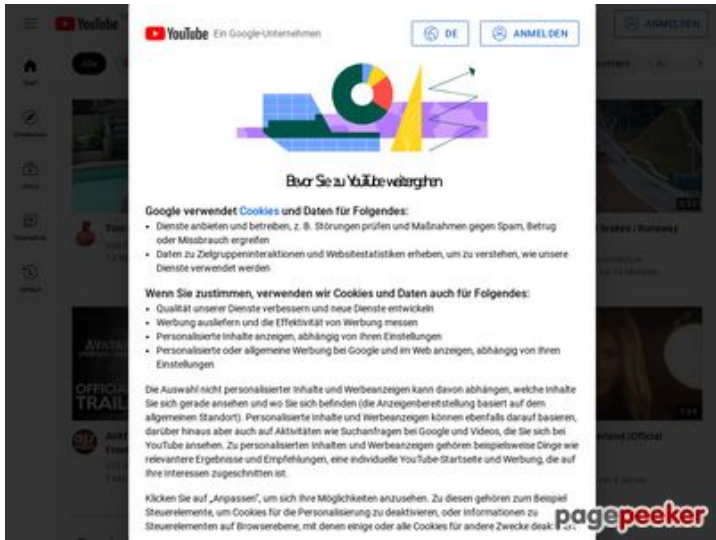 YouTube
ANMELDEN
YouTube Ein Google-Unternehmen
DE
ANMELDEN
Alle
Bevor Sie zu YouTube weitergehen
Google verwendet Cookies und Daten für Folgendes:
• Dienste anbieten und betreiben, z. B. Störungen prüfen und Maßnahmen gegen Spam, Betrug
oder Missbrauch ergreifen
• Daten zu Zielgruppeninteraktionen und Websitestatistiken erheben, um zu verstehen, wie unsere
Dienste verwendet werden
Wenn Sie zustimmen, verwenden wir Cookies und Daten auch für Folgendes:
• Qualität unserer Dienste verbessern und neue Dienste entwickeln
• Werbung ausliefern und die Effektivität von Werbung messen
• Personalisierte Inhalte anzeigen, abhängig von Ihren Einstellungen
• Personalisierte oder allgemeine Werbung bei Google und im Web anzeigen, abhängig von Ihren
Einstellungen
Die Auswahl nicht personalisierter Inhalte und Werbeanzeigen kann davon abhängen, welche Inhalte
Sie sich gerade ansehen und wo Sie sich befinden (die Anzeigenbereitstellung basiert auf dem
allgemeinen Standort). Personalisierte Inhalte und Werbeanzeigen können ebenfalls darauf basieren,
darüber hinaus aber auch auf Aktivitäten wie Suchanfragen bei Google und Videos, die Sie sich bei
YouTube ansehen. Zu personalisierten Inhalten und Werbeanzeigen gehören beispielsweise Dinge wie
relevantere Ergebnisse und Empfehlungen, eine individuelle YouTube-Startseite und Werbung, die auf
Ihre Interessen zugeschnitten ist.
Klicken Sie auf „Anpassen“, um sich Ihre Möglichkeiten anzusehen. Zu diesen gehören zum Beispiel
Steuerelemente, um Cookies für die Personalisierung zu deaktivieren, oder Informationen zu
Steuerelementen auf Browserebene, mit denen einige oder alle Cookies für andere Zwecke
brakes | Runaway
OFFICIAL
TRAIL
Official
pagepeeker